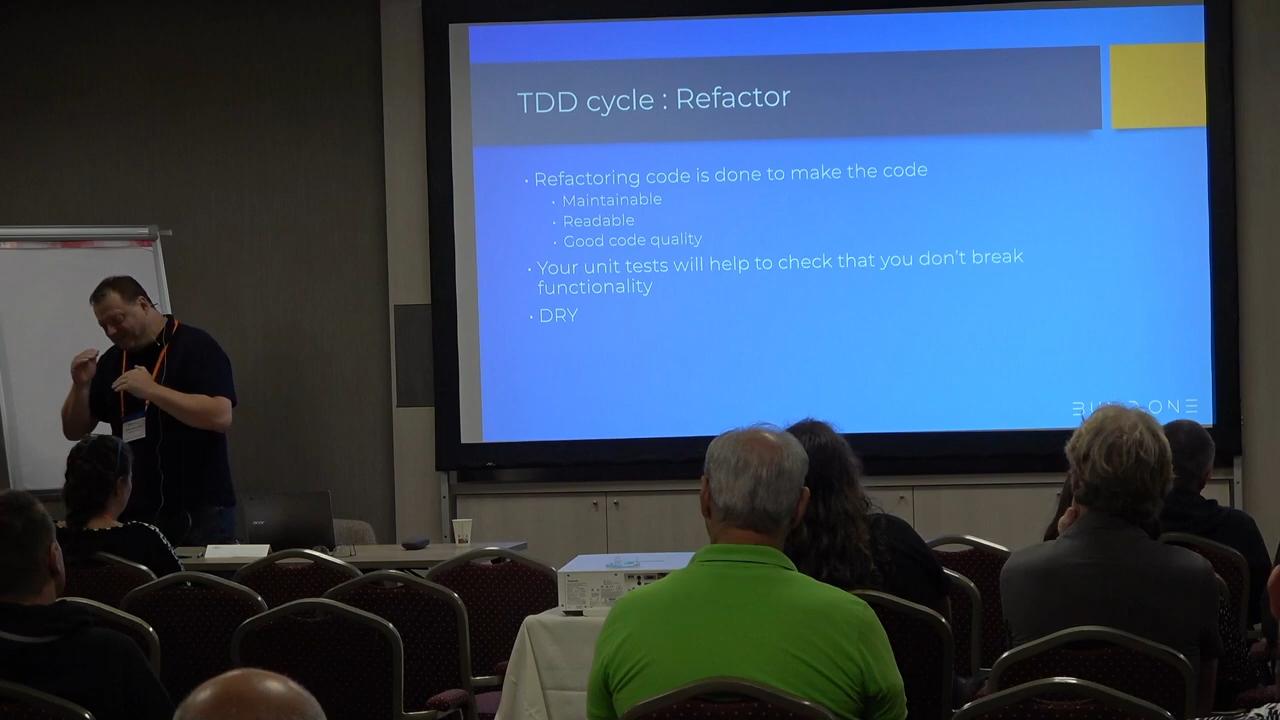 TDD cycle : Refactor
• Refactoring code is done to make the code
• Maintainable
• Readable
• Good code quality
• Your unit tests will help to check that you don't break
functionality
• DRY
acer